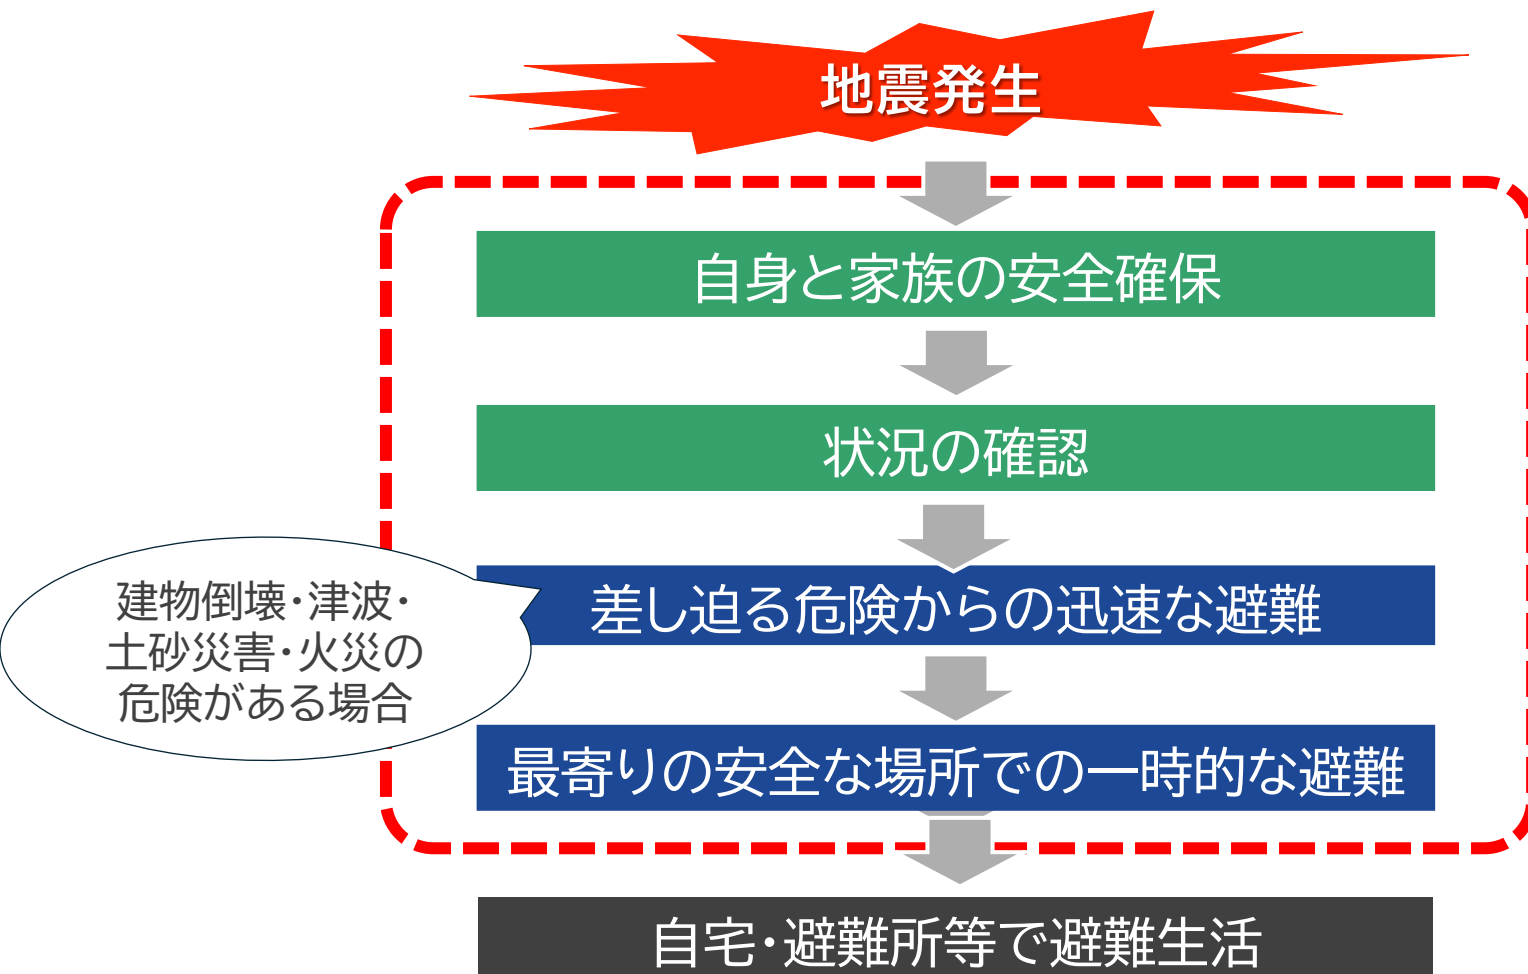 地震発生
自身と家族の安全確保
状況の確認
差し迫る危険からの迅速な避難
建物倒壊・津波・
土砂災害・火災の
危険がある場合
最寄りの安全な場所での一時的な避難
自宅・避難所等で避難生活